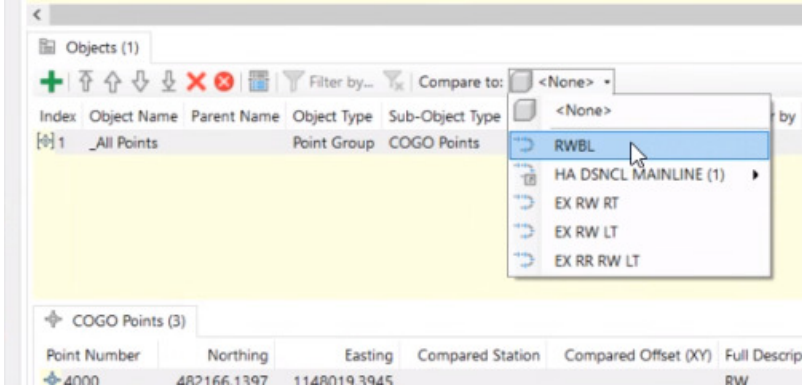 Objects (1)
Filter by... Compare to: <None>
Index Object Name Parent Name Object Type Sub-Object Type by
1 _All Points Point Group COGO Points
<None>
RWBL
HA DSNCL MAINLINE (1)
EX RW RT
EX RW LT
EX RR RW LT
COGO Points (3)
Point Number Northing Easting Compared Station Compared Offset (XY) Full Descrip
4000 482166.1397 1148019.3945 RW